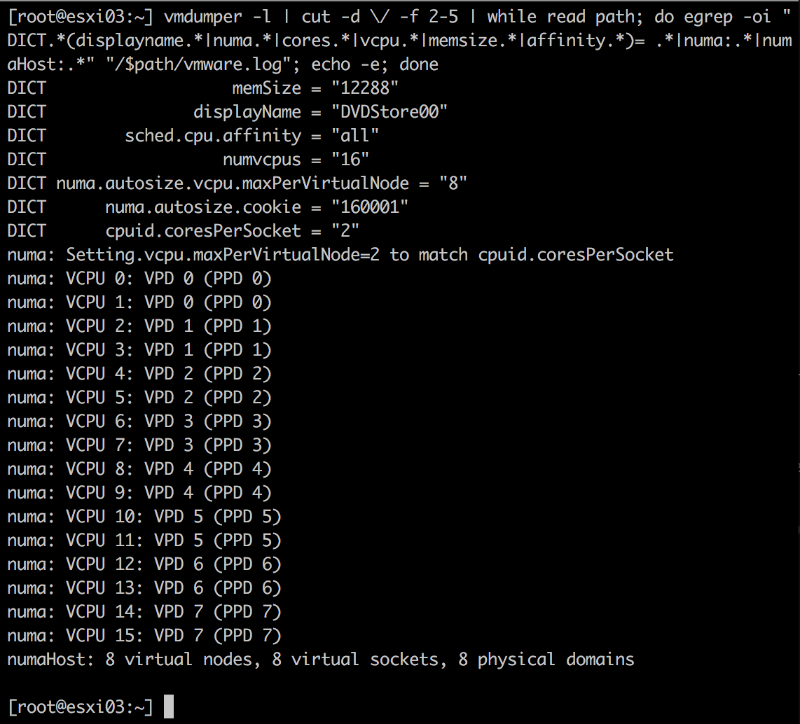 [root@esxi03:~] vmdumper -l | cut -d \/ -f 2-5 | while read path; do egrep -oi "
DICT.*(displayname.*|numa.*|cores.*|vcpu.*|memsize.*|affinity.*)= .*|numa:.*|num
aHost:.*" "/$path/vmware.log"; echo -e; done
DICT                   memSize = "12288"
DICT               displayName = "DVDStore00"
DICT        sched.cpu.affinity = "all"
DICT                  numvcpus = "16"
DICT numa.autosize.vcpu.maxPerVirtualNode = "8"
DICT      numa.autosize.cookie = "160001"
DICT      cpuid.coresPerSocket = "2"
numa: Setting.vcpu.maxPerVirtualNode=2 to match cpuid.coresPerSocket
numa: VCPU 0: VPD 0 (PPD 0)
numa: VCPU 1: VPD 0 (PPD 0)
numa: VCPU 2: VPD 1 (PPD 1)
numa: VCPU 3: VPD 1 (PPD 1)
numa: VCPU 4: VPD 2 (PPD 2)
numa: VCPU 5: VPD 2 (PPD 2)
numa: VCPU 6: VPD 3 (PPD 3)
numa: VCPU 7: VPD 3 (PPD 3)
numa: VCPU 8: VPD 4 (PPD 4)
numa: VCPU 9: VPD 4 (PPD 4)
numa: VCPU 10: VPD 5 (PPD 5)
numa: VCPU 11: VPD 5 (PPD 5)
numa: VCPU 12: VPD 6 (PPD 6)
numa: VCPU 13: VPD 6 (PPD 6)
numa: VCPU 14: VPD 7 (PPD 7)
numa: VCPU 15: VPD 7 (PPD 7)
numaHost: 8 virtual nodes, 8 virtual sockets, 8 physical domains
[root@esxi03:~]